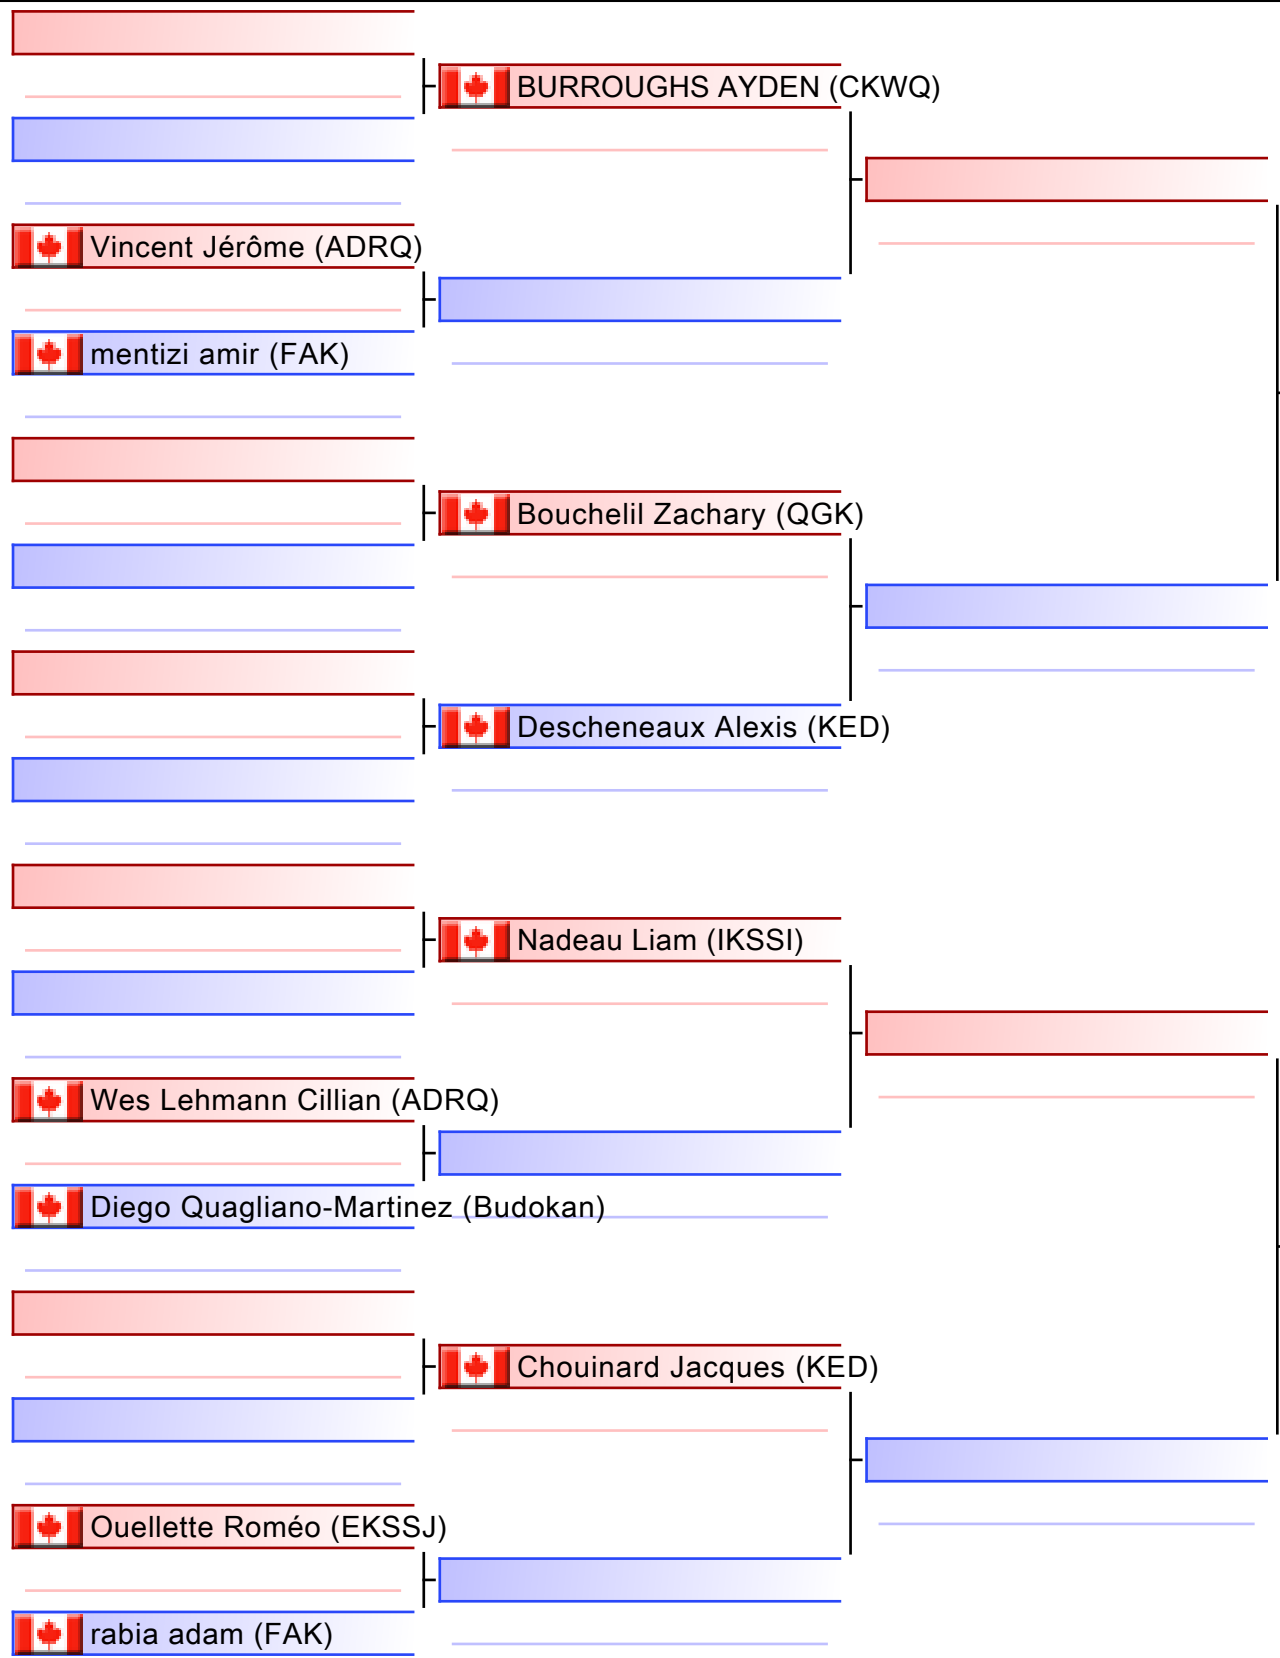 BURROUGHS AYDEN (CKWQ)
Vincent Jérôme (ADRQ)
mentizi amir (FAK)
Bouchelil Zachary (QGK)
Descheneaux Alexis (KED)
Nadeau Liam (IKSSI)
Wes Lehmann Cillian (ADRQ)
Diego Quagliano-Martinez (Budokan)
Chouinard Jacques (KED)
Ouellette Roméo (EKSSJ)
rabia adam (FAK)